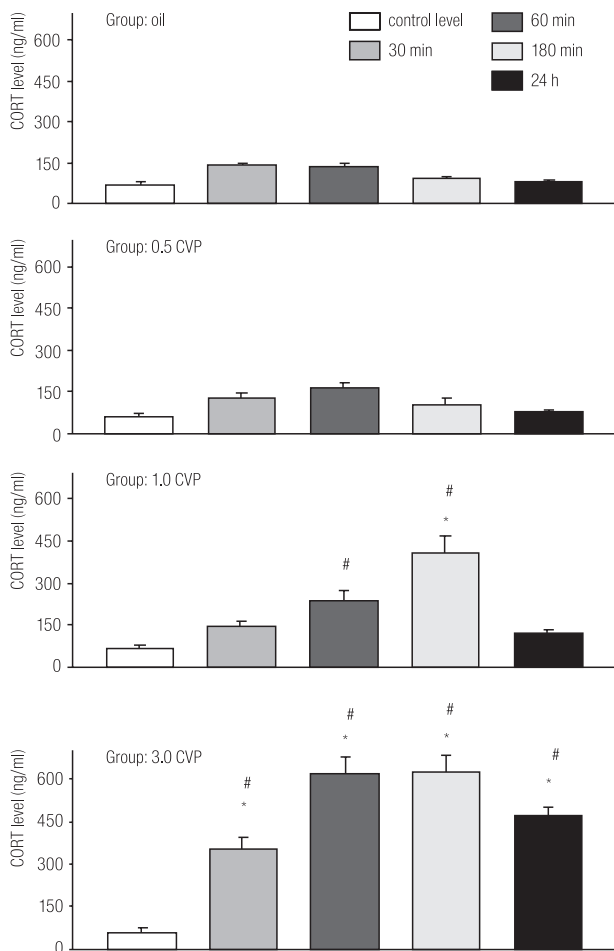 Group: oil
control level
30 min
60 min
180 min
24 h
CORT level (ng/ml)
600
450
300
150
0
Group: 0.5 CVP
CORT level (ng/ml)
600
450
300
150
0
Group: 1.0 CVP
CORT level (ng/ml)
600
450
300
150
0
#
#
*
Group: 3.0 CVP
CORT level (ng/ml)
600
450
300
150
0
#
*
#
*
#
*
#
*